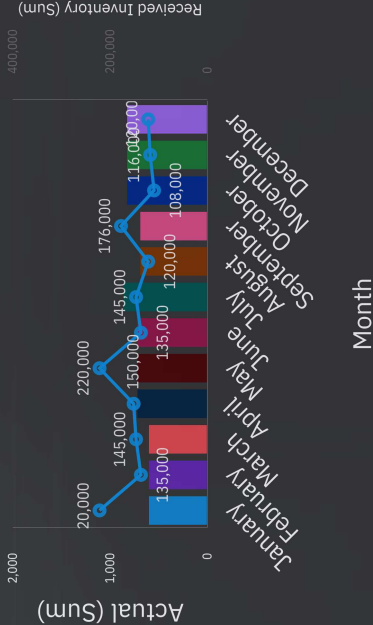 Actual (Sum)
2,000
1,000
0
Received Inventory (Sum)
400,000
200,000
0
20,000
135,000
145,000
150,000
220,000
135,000
145,000
120,000
176,000
108,000
116,000
120,00
January
February
March
April
May
June
July
August
September
October
November
December
Month